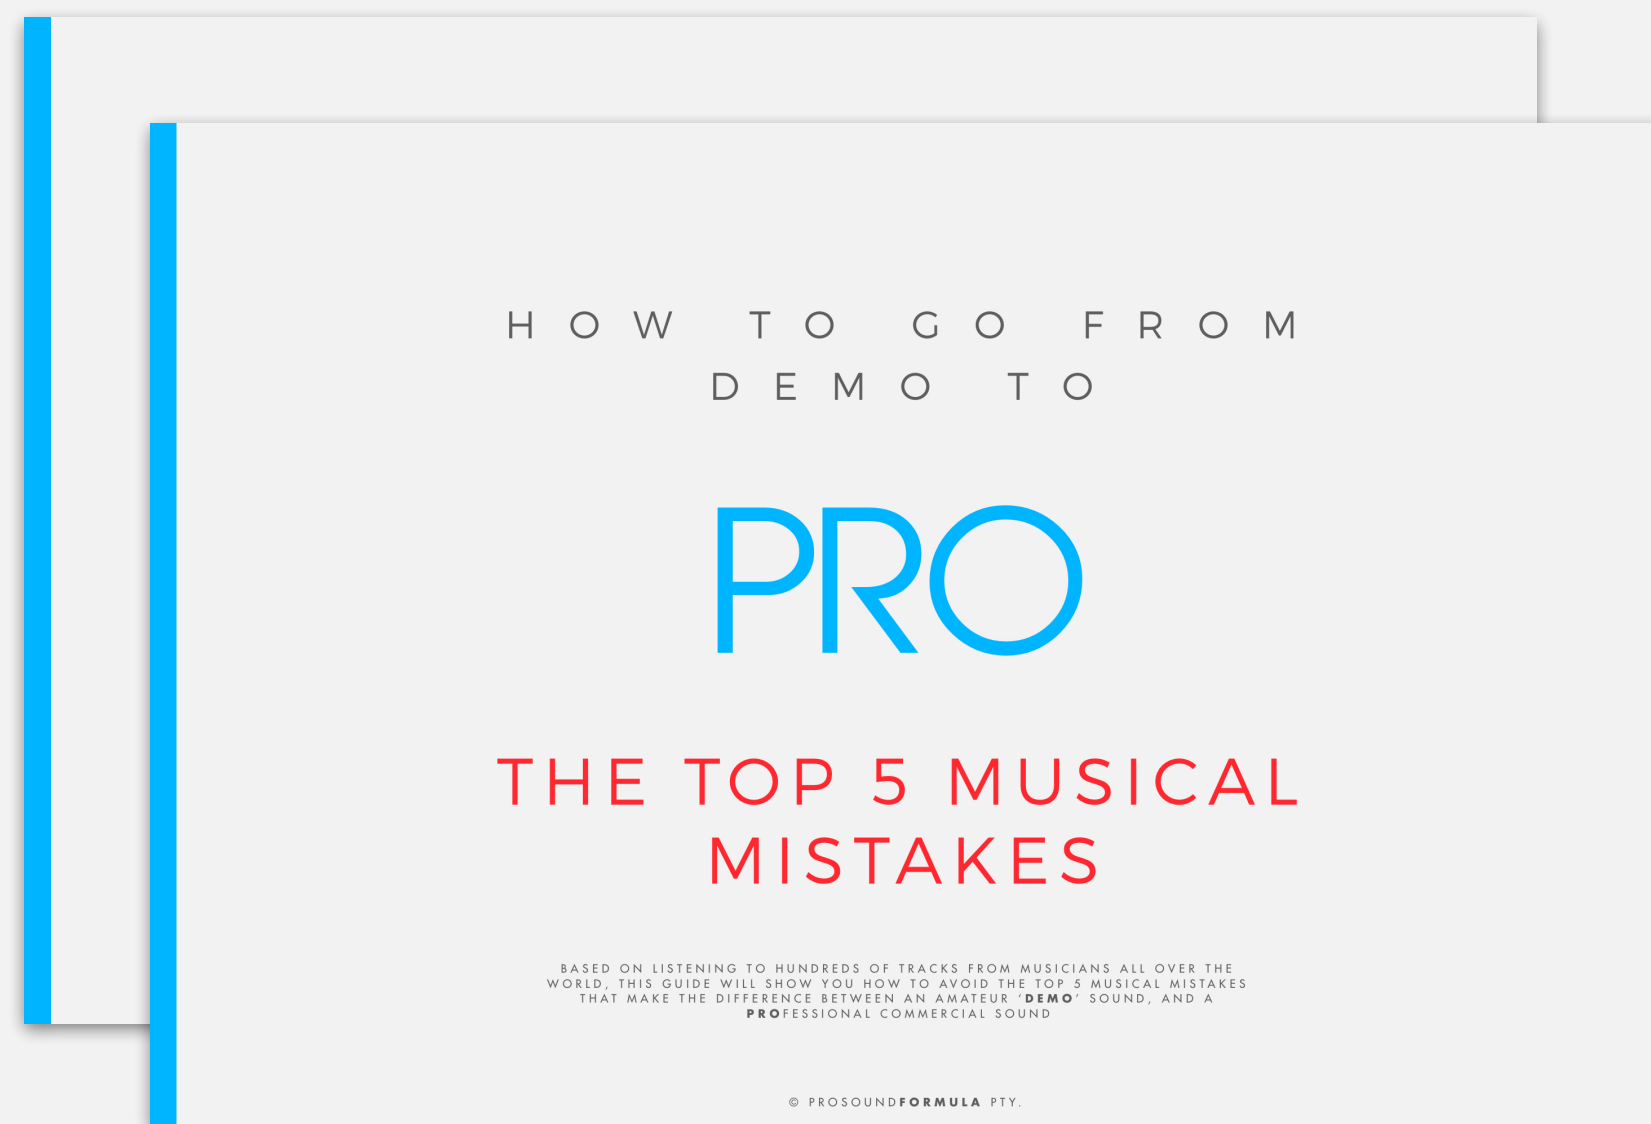 HOW TO GO FROM
DEMO TO
PRO
THE TOP 5 MUSICAL
MISTAKES
BASED ON LISTENING TO HUNDREDS OF TRACKS FROM MUSICIANS ALL OVER THE
WORLD, THIS GUIDE WILL SHOW YOU HOW TO AVOID THE TOP 5 MUSICAL MISTAKES
THAT MAKE THE DIFFERENCE BETWEEN AN AMATEUR ‘DEMO’ SOUND, AND A
PROFESSIONAL COMMERCIAL SOUND
© PROSOUNDFORMULA PTY.